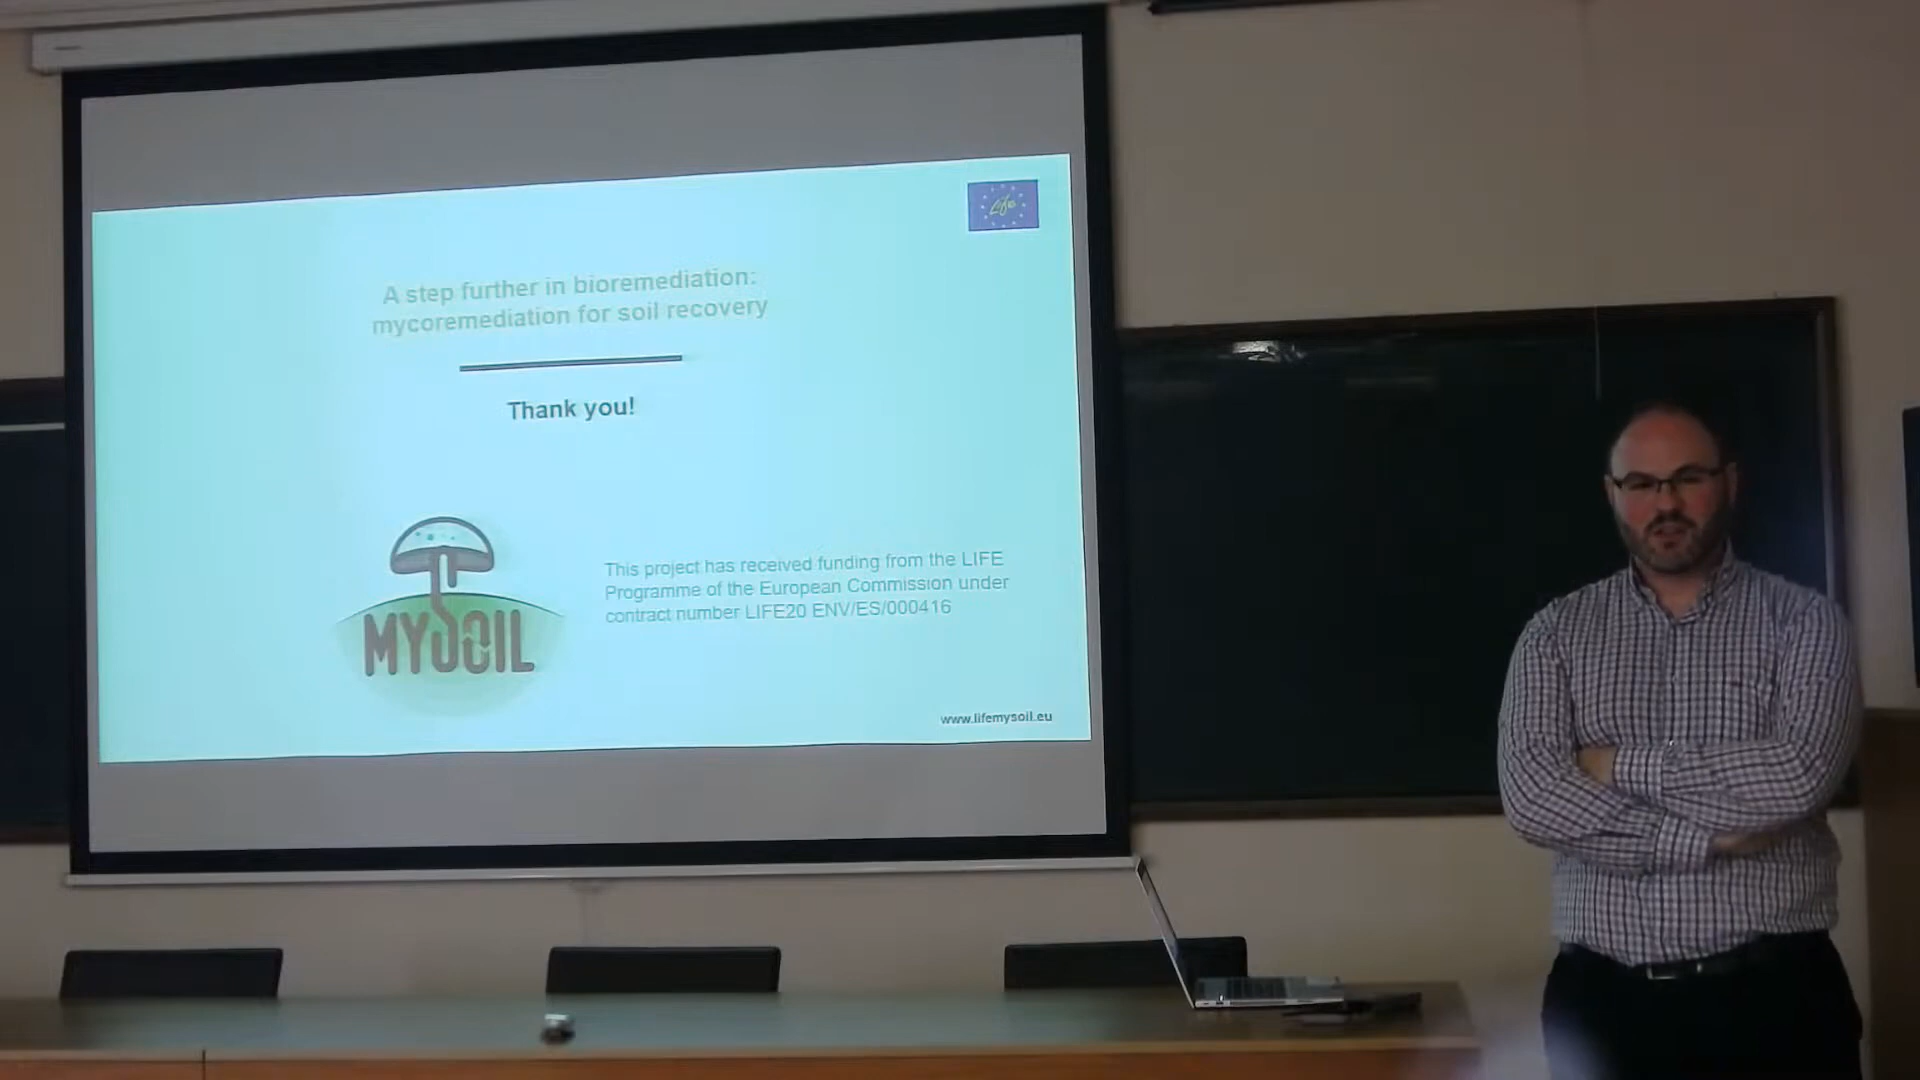 Life
A step further in bioremediation:
mycoremediation for soil recovery
Thank you!
MYSOIL
This project has received funding from the LIFE
Programme of the European Commission under
contract number LIFE20 ENV/ES/000416
www.lifemysoil.eu